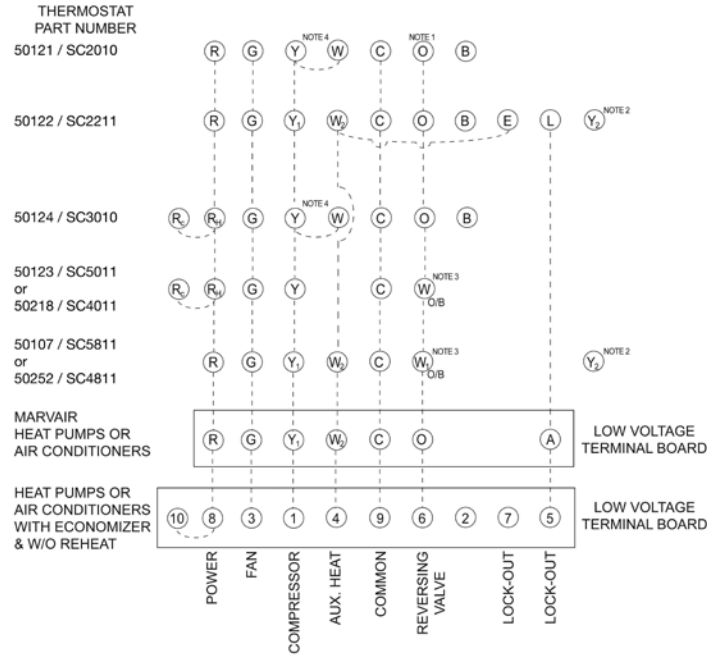 THERMOSTAT
PART NUMBER
50121 / SC2010 R G Y NOTE 4 W C O NOTE 1 B
50122 / SC2211 R G Y1 W2 C O B E L Y2 NOTE 2
50124 / SC3010 RC RH G Y NOTE 4 W C O B
50123 / SC5011
or
50218 / SC4011 RC RH G Y C W NOTE 3 O/B
50107 / SC5811
or
50252 / SC4811 R G Y1 W2 C W1 NOTE 3 O/B Y2 NOTE 2
MARVAIR
HEAT PUMPS OR
AIR CONDITIONERS
R G Y1 W2 C O A
LOW VOLTAGE
TERMINAL BOARD
HEAT PUMPS OR
AIR CONDITIONERS
WITH ECONOMIZER
& W/O REHEAT
10 8 3 1 4 9 6 2 7 5
LOW VOLTAGE
TERMINAL BOARD
POWER
FAN
COMPRESSOR
AUX. HEAT
COMMON
REVERSING
VALVE
LOCK-OUT
LOCK-OUT